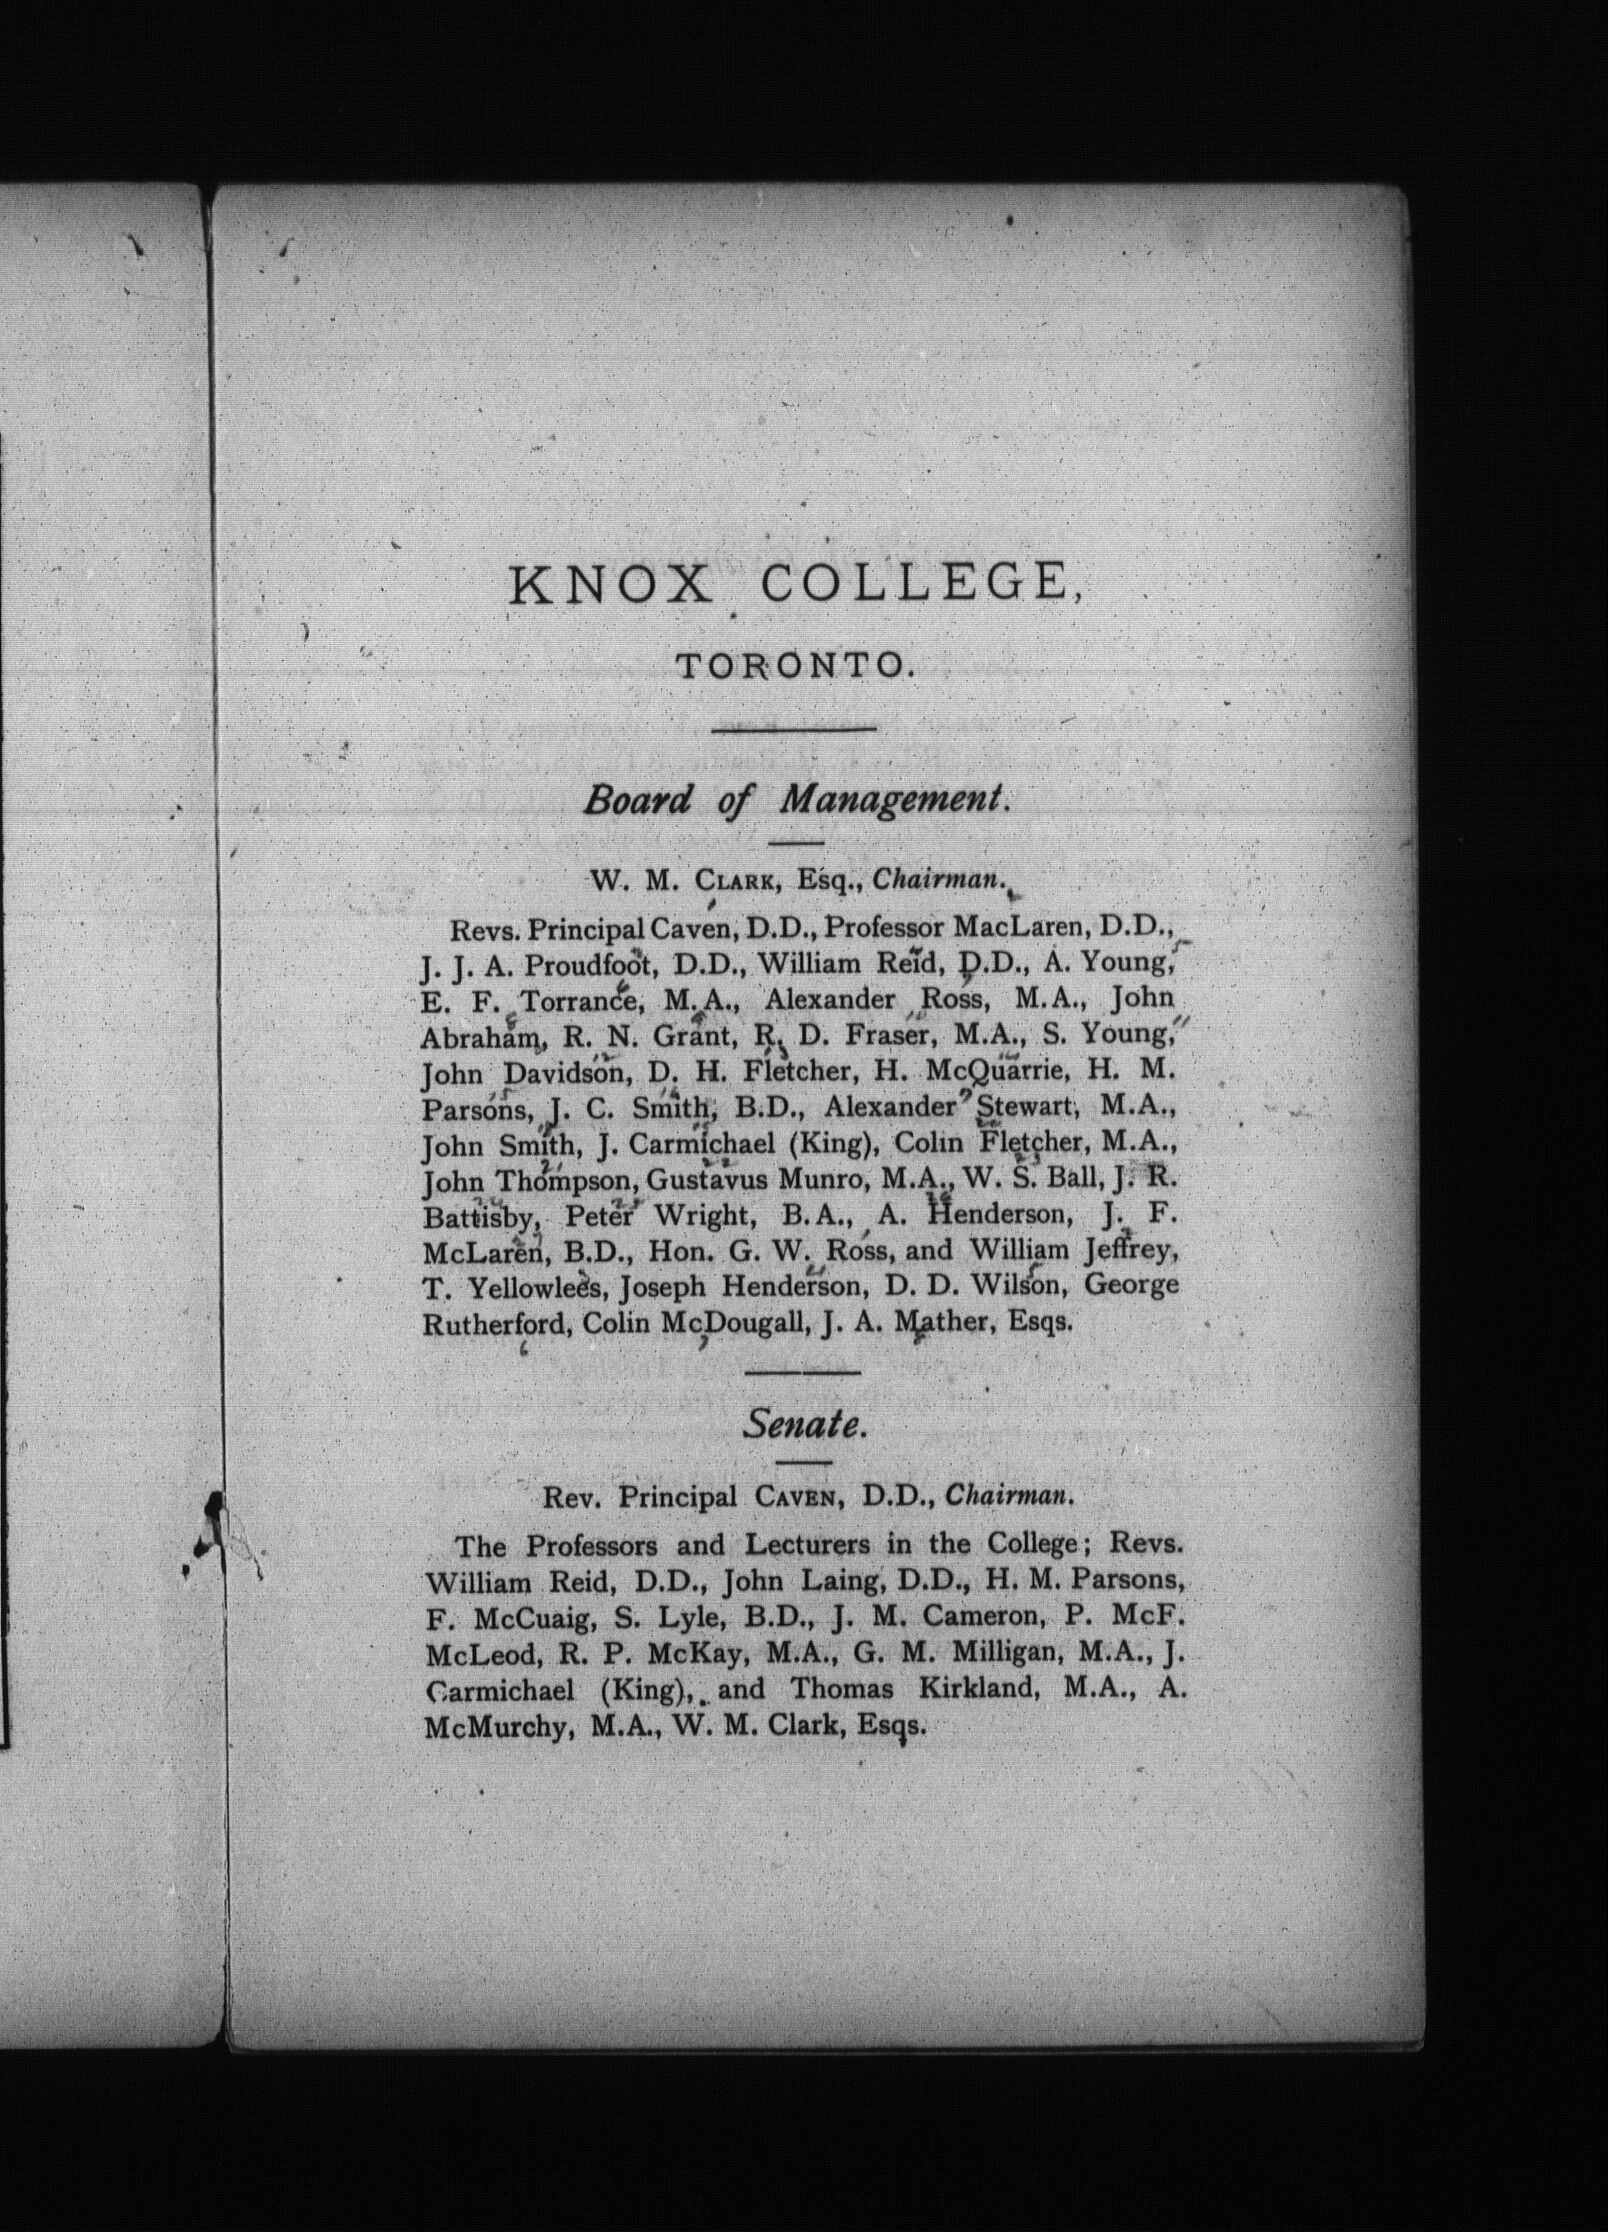 KNOX COLLEGE,
TORONTO.
Board of Management.
W. M. CLARK, Esq., Chairman.
Revs. Principal Caven, D.D., Professor MacLaren, D.D.,
J. J. A. Proudfoot, D.D., William Reid, D.D., A. Young,
E. F. Torrance, M.A., Alexander Ross, M.A., John
Abraham, R. N. Grant, R. D. Fraser, M.A., S. Young,
John Davidson, D. H. Fletcher, H. McQuarrie, H. M.
Parsons, J. C. Smith, B.D., Alexander Stewart, M.A.,
John Smith, J. Carmichael (King), Colin Fletcher, M.A.,
John Thompson, Gustavus Munro, M.A., W. S. Ball, J. R.
Battisby, Peter Wright, B.A., A. Henderson, J. F.
McLaren, B.D., Hon. G. W. Ross, and William Jeffrey,
T. Yellowlees, Joseph Henderson, D. D. Wilson, George
Rutherford, Colin McDougall, J. A. Mather, Esqs.
Senate.
Rev. Principal CAVEN, D.D., Chairman.
The Professors and Lecturers in the College; Revs.
William Reid, D.D., John Laing, D.D., H. M. Parsons,
F. McCuaig, S. Lyle, B.D., J. M. Cameron, P. McF.
McLeod, R. P. McKay, M.A., G. M. Milligan, M.A., J.
Carmichael (King), and Thomas Kirkland, M.A., A.
McMurchy, M.A., W. M. Clark, Esqs.